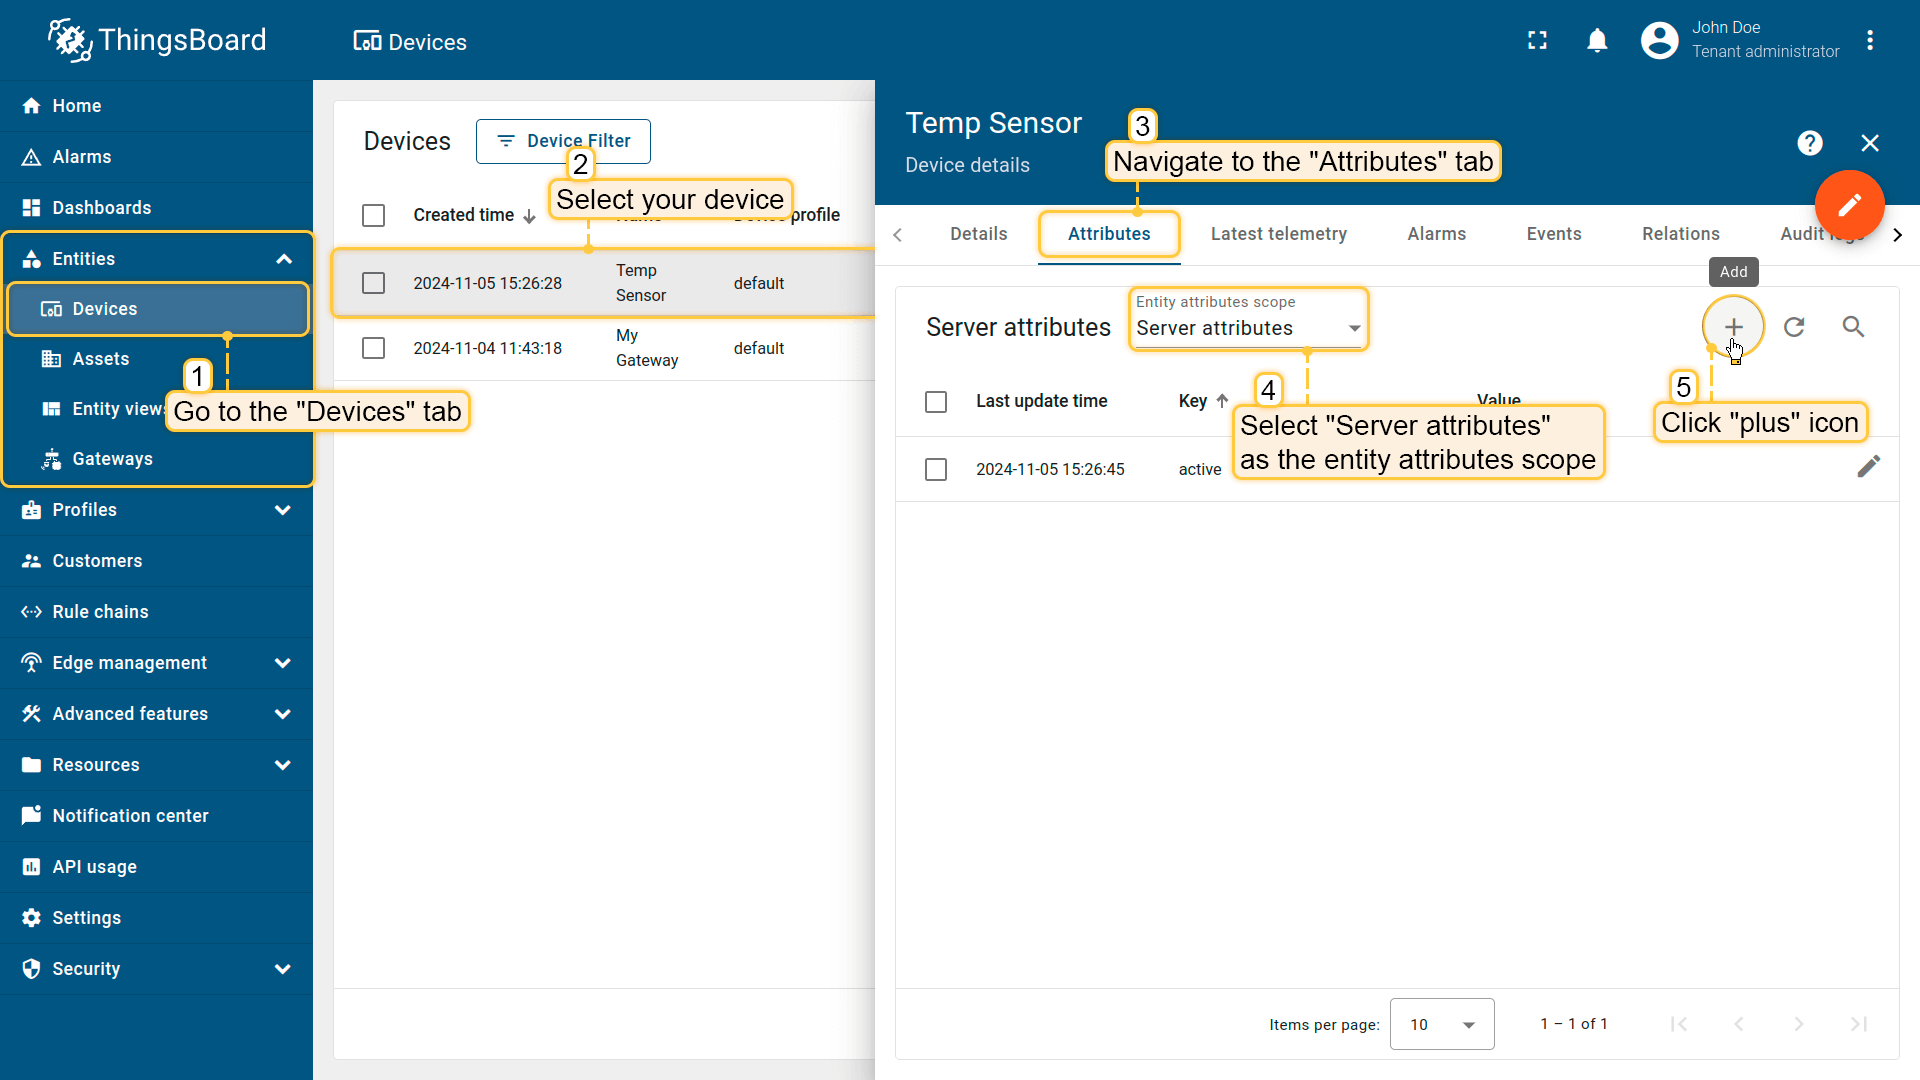 ThingsBoard
Devices
John Doe
Tenant administrator
Home
Alarms
Dashboards
Entities
Devices
Assets
Entity views
Gateways
Profiles
Customers
Rule chains
Edge management
Advanced features
Resources
Notification center
API usage
Settings
Security
1
Go to the "Devices" tab
Devices
Device Filter
2
Select your device
Created time
Device profile
2024-11-05 15:26:28
Temp
Sensor
default
2024-11-04 11:43:18
My
Gateway
default
Temp Sensor
Device details
3
Navigate to the "Attributes" tab
Details
Attributes
Latest telemetry
Alarms
Events
Relations
Audit logs
Add
Server attributes
Entity attributes scope
Server attributes
4
Select "Server attributes"
as the entity attributes scope
5
Click "plus" icon
Last update time
Key
Value
2024-11-05 15:26:45
active
Items per page:
10
1 – 1 of 1